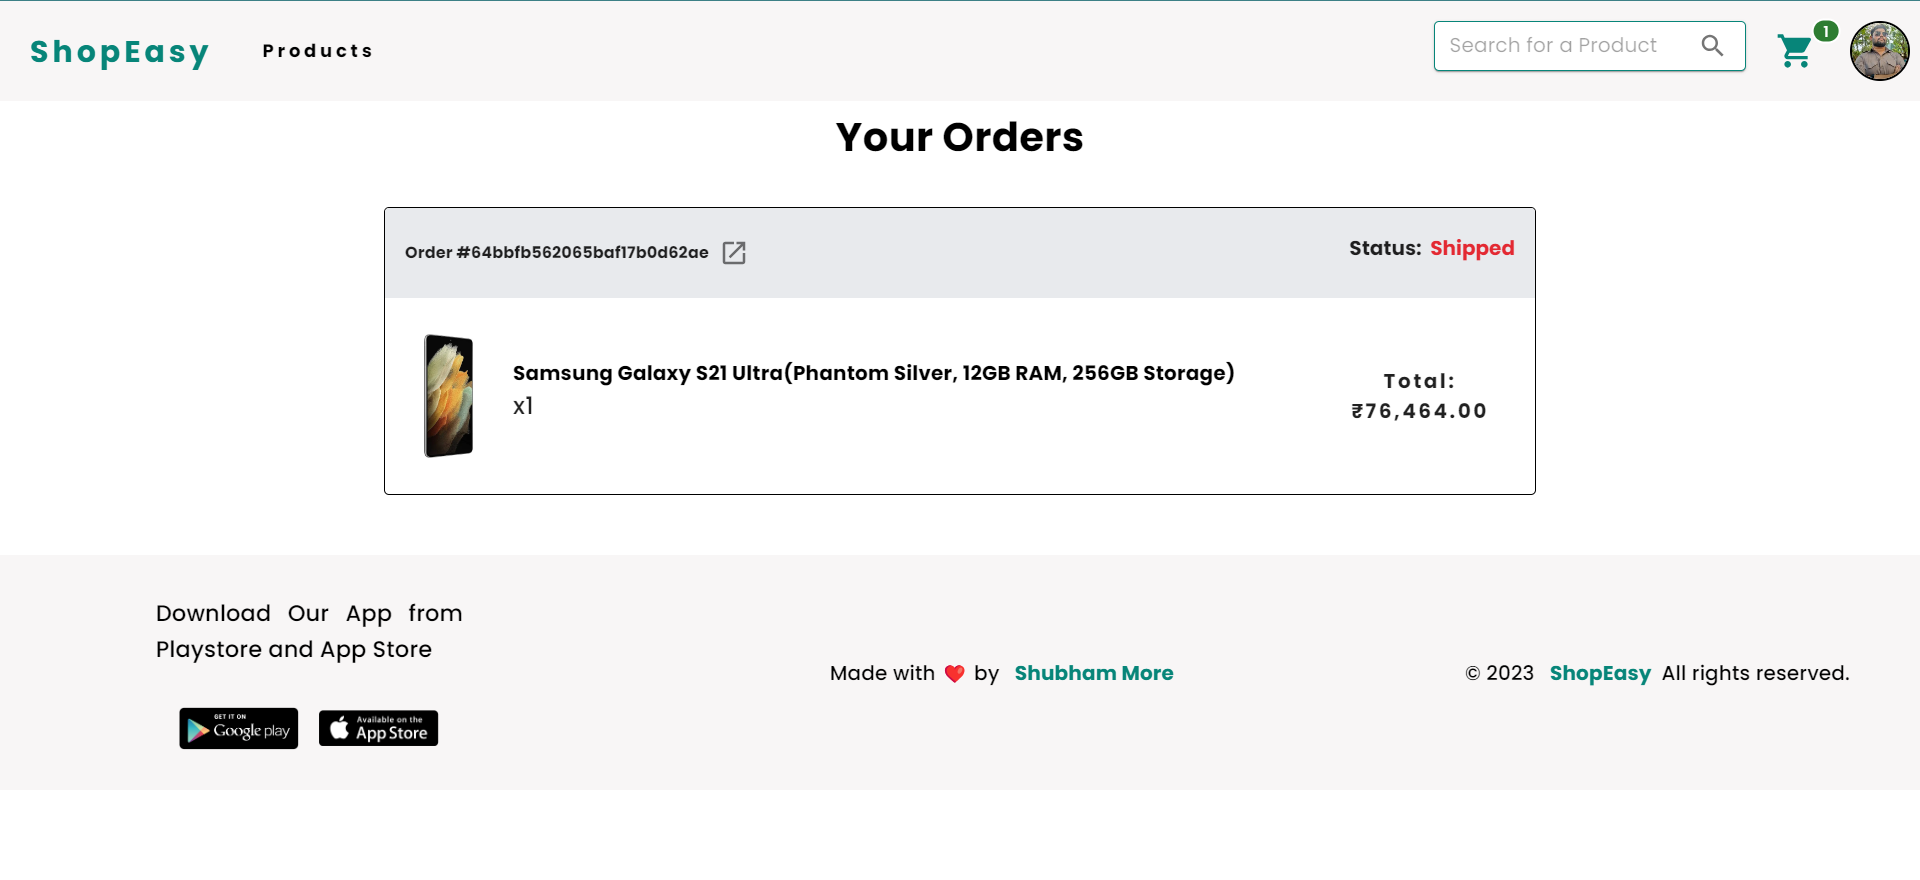 ShopEasy
Products
Search for a Product
1
Your Orders
Order #64bbfb562065baf17b0d62ae
Status: Shipped
Samsung Galaxy S21 Ultra(Phantom Silver, 12GB RAM, 256GB Storage)
x1
Total:
₹76,464.00
Download Our App from
Playstore and App Store
GET IT ON
Google play
Available on the
App Store
Made with ❤️ by Shubham More
© 2023 ShopEasy All rights reserved.